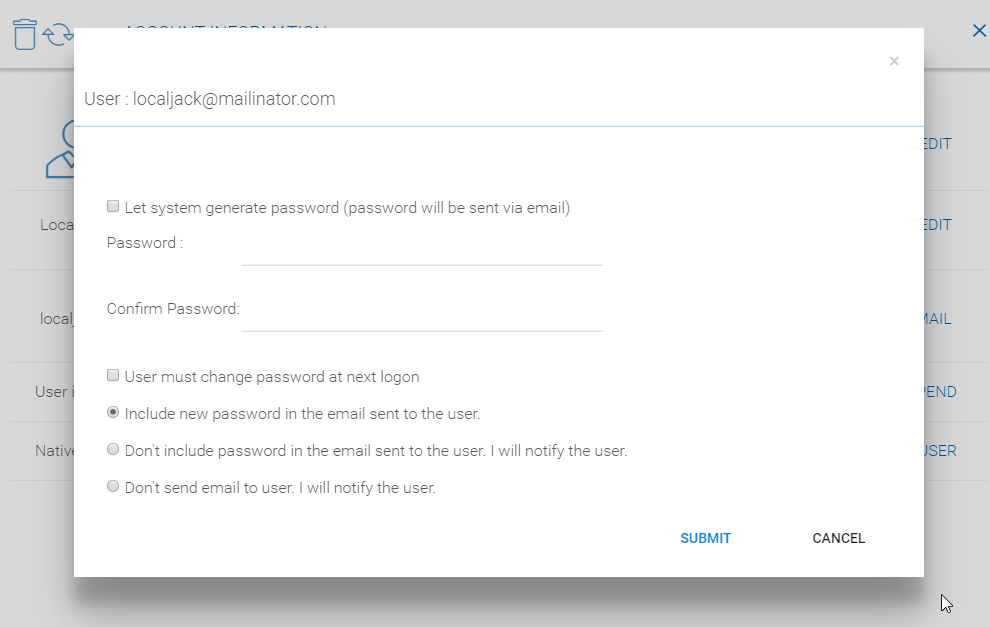 ×
User : localjack@mailinator.com
EDIT
Let system generate password (password will be sent via email)
Loca
EDIT
Password :
Confirm Password:
local
MAIL
User must change password at next logon
User i
PEND
Include new password in the email sent to the user.
Native
USER
Don't include password in the email sent to the user. I will notify the user.
Don't send email to user. I will notify the user.
SUBMIT
CANCEL